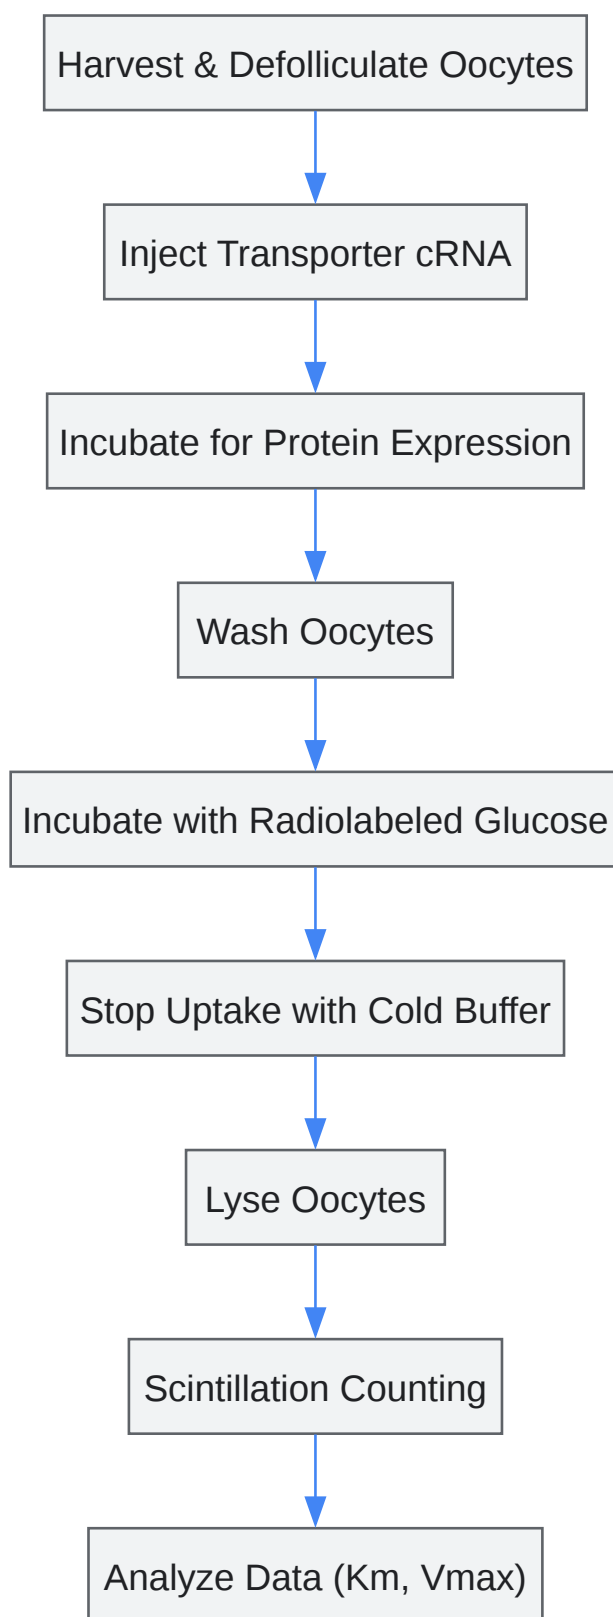 Harvest & Defolliculate Oocytes
Inject Transporter cRNA
Incubate for Protein Expression
Wash Oocytes
Incubate with Radiolabeled Glucose
Stop Uptake with Cold Buffer
Lyse Oocytes
Scintillation Counting
Analyze Data (Km, Vmax)